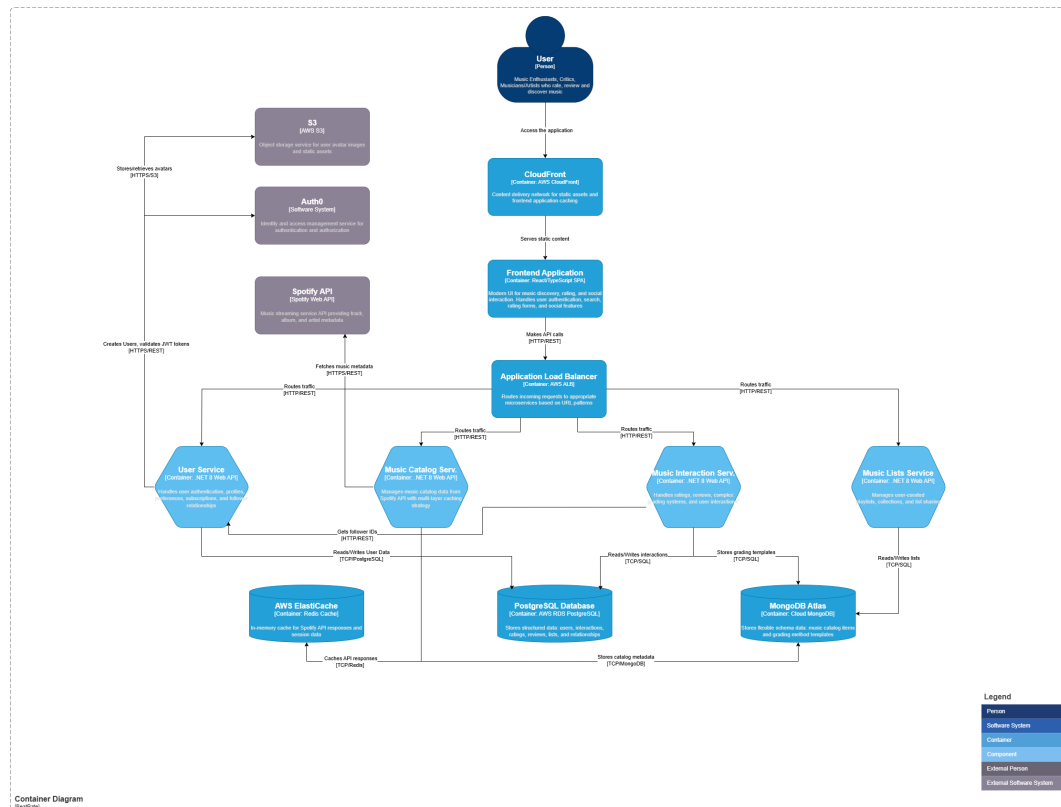 User
[Person]
Music Enthusiasts, Critics,
Musicians/Artists who rate, review and
discover music
Access the application
S3
[AWS S3]
Object storage service for user avatar images
and static assets
Stores/retrieves avatars
[HTTPS/S3]
CloudFront
[Container: AWS CloudFront]
Content delivery network for static assets and
frontend application caching
Auth0
[Software System]
Identity and access management service for
authentication and authorization
Serves static content
Frontend Application
[Container: React/TypeScript SPA]
Modern UI for music discovery, rating, and social
interaction. Handles user authentication, search,
rating forms, and social features
Spotify API
[Spotify Web API]
Music streaming service API providing track,
album, and artist metadata
Makes API calls
[HTTP/REST]
Creates Users, validates JWT tokens
[HTTPS/REST]
Fetches music metadata
[HTTPS/REST]
Application Load Balancer
[Container: AWS ALB]
Routes incoming requests to appropriate
microservices based on URL patterns
Routes traffic
[HTTP/REST]
Routes traffic
[HTTP/REST]
Routes traffic
[HTTP/REST]
Routes traffic
[HTTP/REST]
User Service
[Container: .NET 8 Web API]
Handles user authentication, profiles,
preferences, subscriptions, and follow
relationships
Music Catalog Serv.
[Container: .NET 8 Web API]
Manages music catalog data from
Spotify API with multi-layer caching
strategy
Music Interaction Serv.
[Container: .NET 8 Web API]
Handles ratings, reviews, complex
grading systems, and user interactions
Music Lists Service
[Container: .NET 8 Web API]
Manages user-curated
playlists, collections, and list sharing
Gets follower IDs
[HTTP/REST]
Reads/Writes User Data
[TCP/PostgreSQL]
Reads/Writes interactions
[TCP/SQL]
Stores grading templates
[TCP/SQL]
Reads/Writes lists
[TCP/SQL]
AWS ElastiCache
[Container: Redis Cache]
In-memory cache for Spotify API responses and
session data
PostgreSQL Database
[Container: AWS RDS PostgreSQL]
Stores structured data: users, interactions,
ratings, reviews, lists, and relationships
MongoDB Atlas
[Container: Cloud MongoDB]
Stores flexible schema data: music catalog items
and grading method templates
Caches API responses
[TCP/Redis]
Stores catalog metadata
[TCP/MongoDB]
Legend
Person
Software System
Container
Component
External Person
External Software System
Container Diagram
[BeatRate]